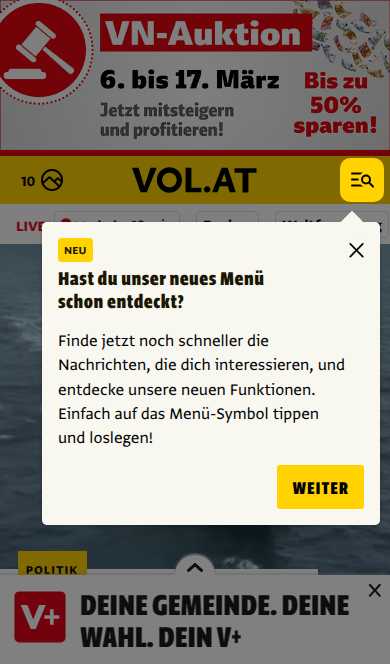 VN-Auktion
6. bis 17. März
Jetzt mitsteigern
und profitieren!
Bis zu
50%
sparen!
10
VOL.AT
LIVE
NEU
Hast du unser neues Menü
schon entdeckt?
Finde jetzt noch schneller die
Nachrichten, die dich interessieren, und
entdecke unsere neuen Funktionen.
Einfach auf das Menü-Symbol tippen
und loslegen!
WEITER
POLITIK
V+
DEINE GEMEINDE. DEINE
WAHL. DEIN V+